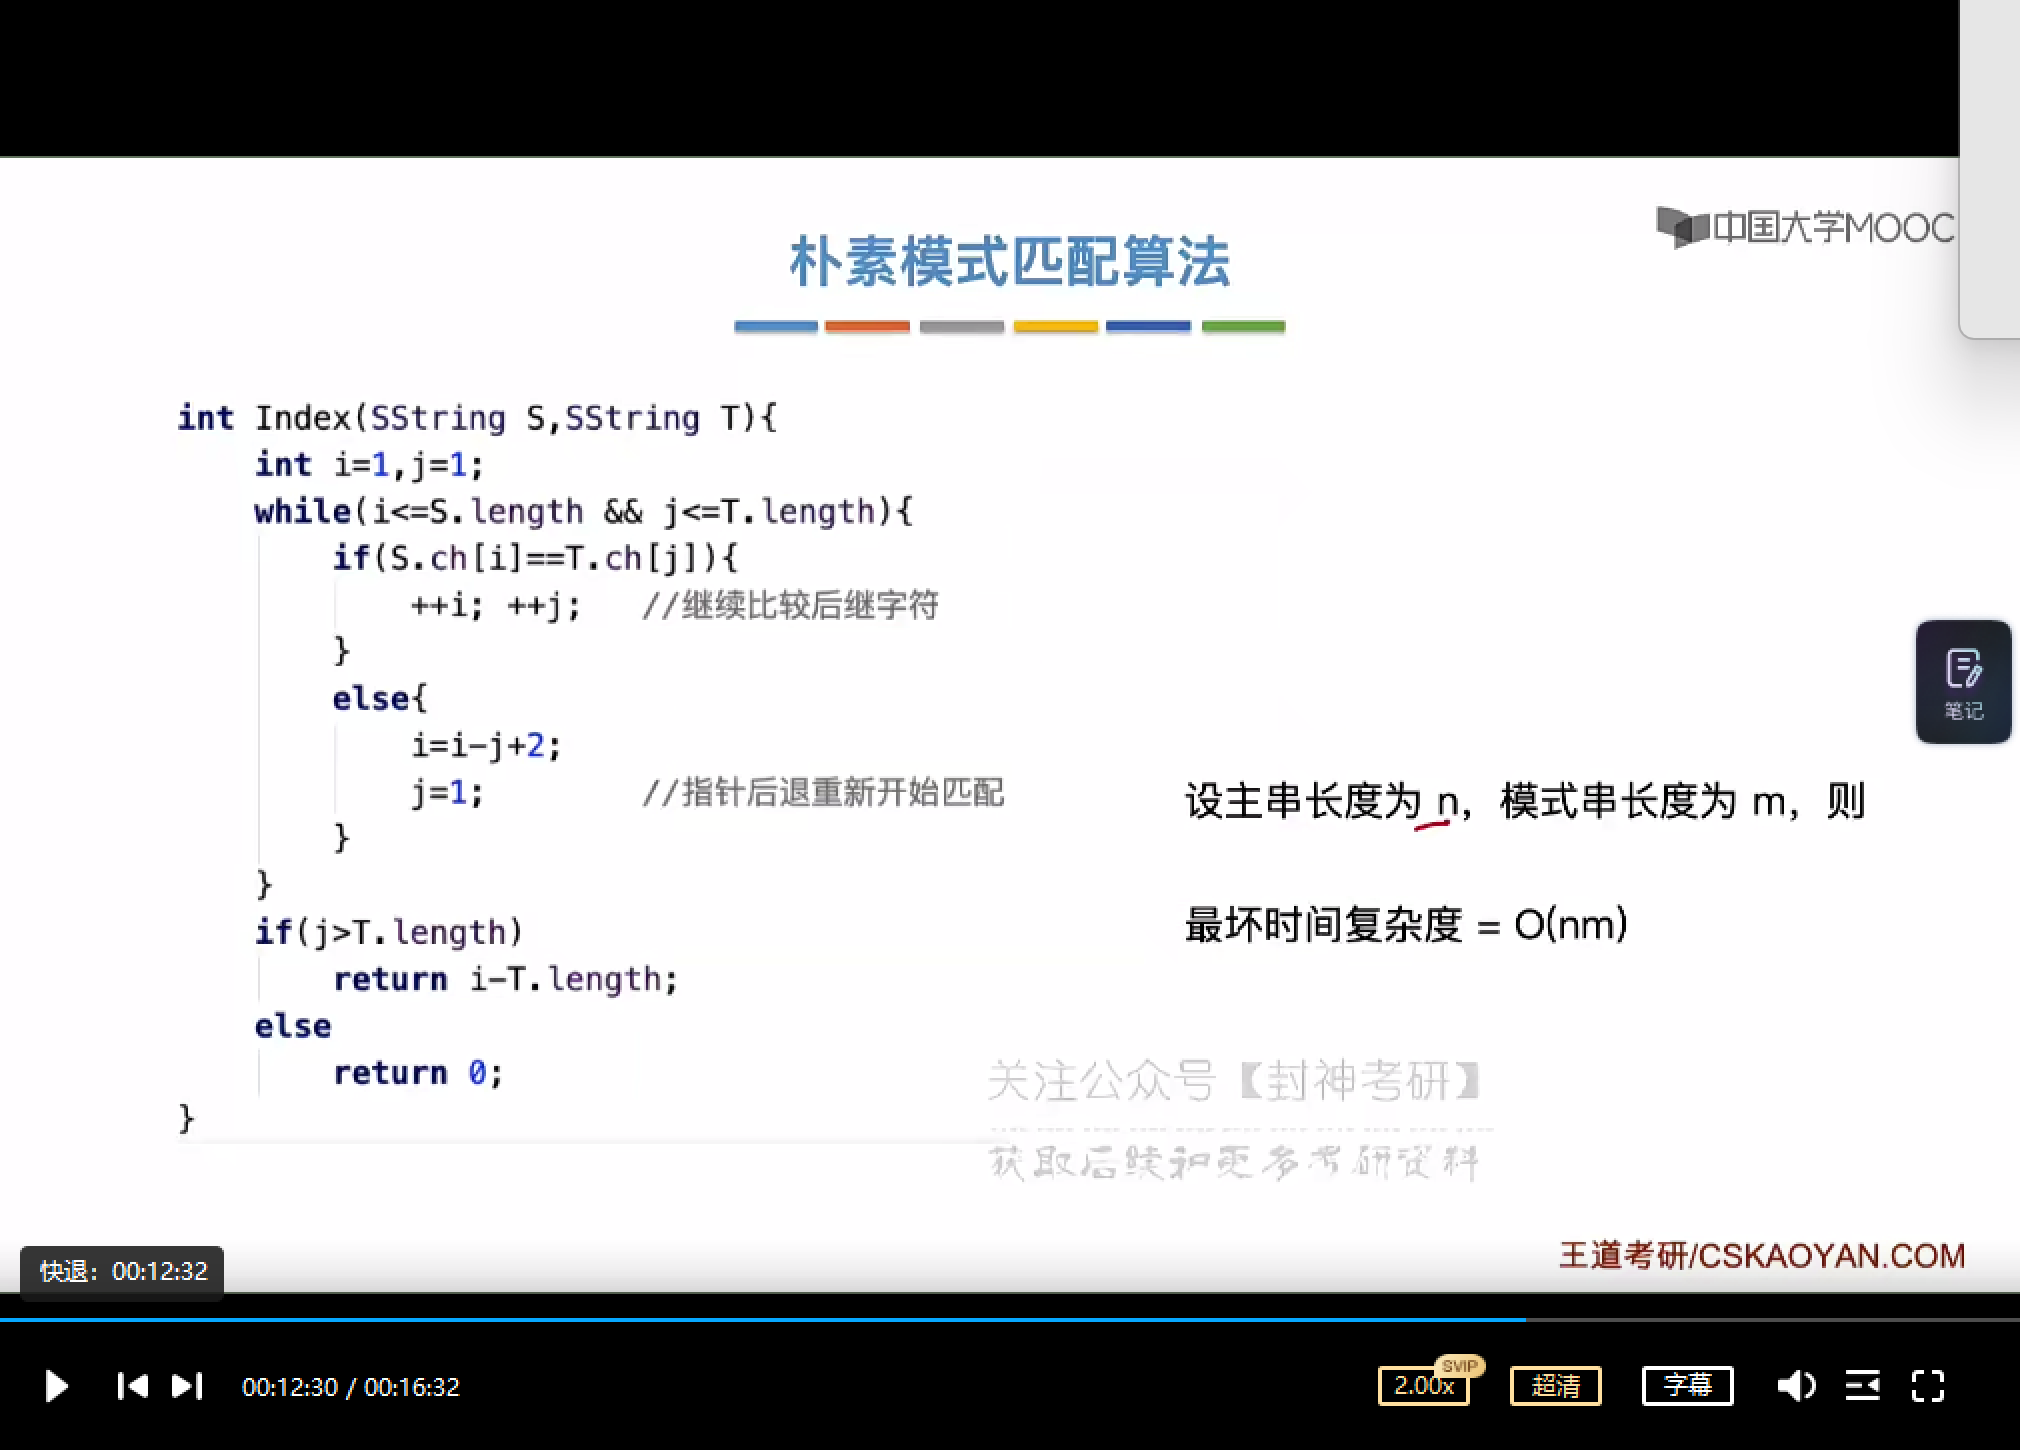 中国大学MOOC
朴素模式匹配算法
int Index(SString S,SString T){
int i=1,j=1;
while(i<=S.length && j<=T.length){
if(S.ch[i]==T.ch[j]){
++i; ++j; //继续比较后继字符
}
else{
i=i-j+2;
j=1; //指针后退重新开始匹配
}
}
if(j>T.length)
return i-T.length;
else
return 0;
}
笔记
设主串长度为 n，模式串长度为 m，则
最坏时间复杂度 = O(nm)
关注公众号【封神考研】
获取后续和更多考研资料
王道考研/CSKAOYAN.COM
快退：00:12:32
00:12:30 / 00:16:32
2.00x
SVIP
超清
字幕